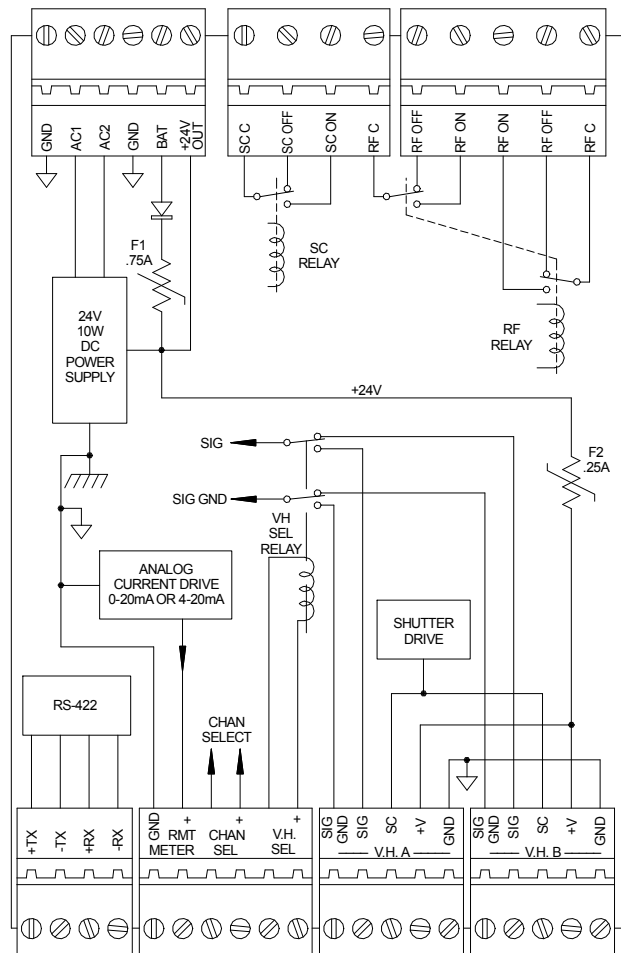 GND
AC1
AC2
GND
BAT
+24V
OUT
SC C
SC OFF
SC ON
RF C
RF OFF
RF ON
RF ON
RF OFF
RF C
F1
.75A
SC
RELAY
24V
10W
DC
POWER
SUPPLY
RF
RELAY
+24V
SIG
F2
.25A
SIG GND
VH
SEL
RELAY
ANALOG
CURRENT DRIVE
0-20mA OR 4-20mA
SHUTTER
DRIVE
RS-422
CHAN
SELECT
+TX
-TX
+RX
-RX
GND
+
RMT
METER
+
CHAN
SEL
+
V.H.
SEL
SIG
GND
SIG
SC
+V
GND
V.H. A
SIG
GND
SIG
SC
+V
GND
V.H. B